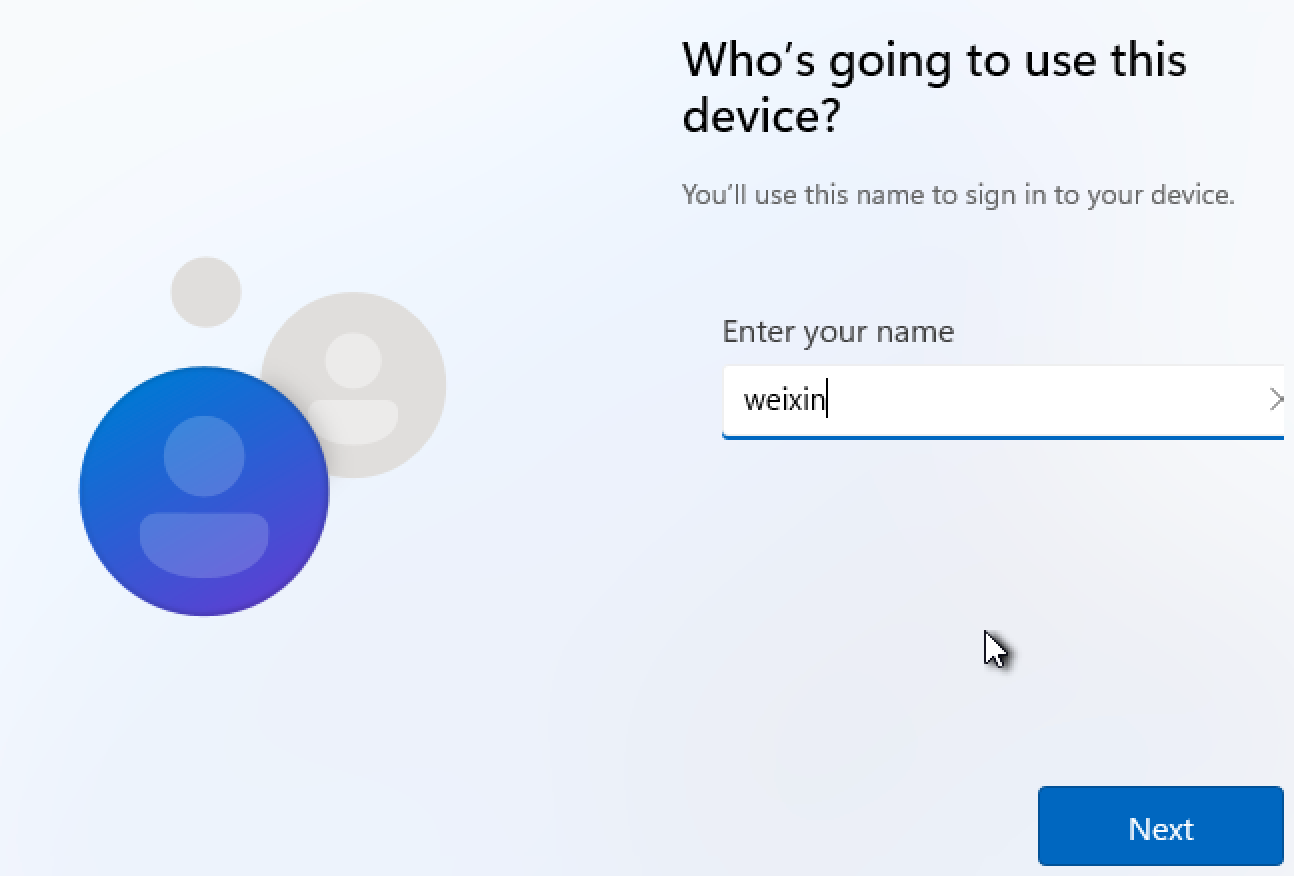 Who’s going to use this
device?
You’ll use this name to sign in to your device.
Enter your name
weixin
Next